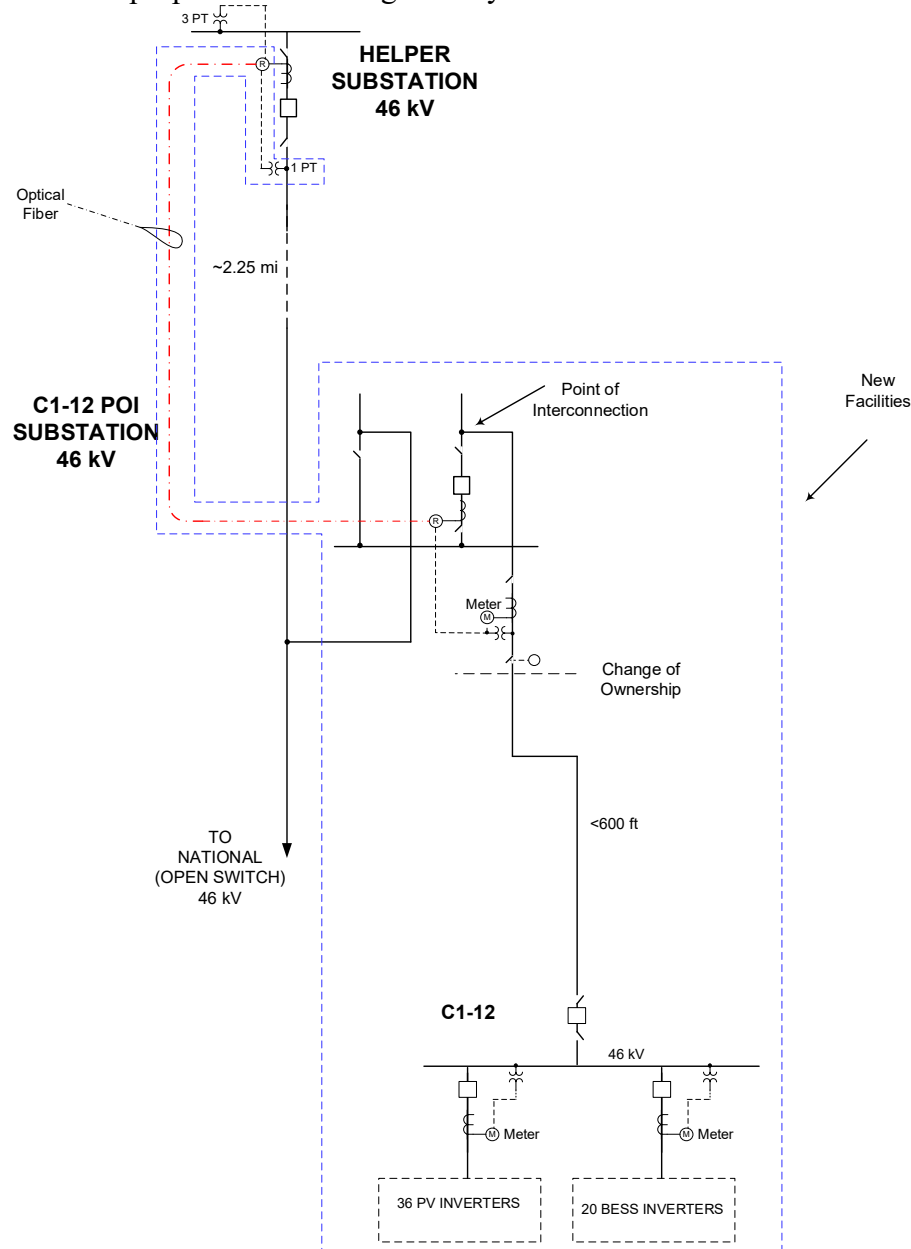 3 PT
R
HELPER
SUBSTATION
46 kV
1 PT
Optical
Fiber
~2.25 mi
C1-12 POI
SUBSTATION
46 kV
Point of
Interconnection
New
Facilities
R
Meter
M
Change of
Ownership
<600 ft
TO
NATIONAL
(OPEN SWITCH)
46 kV
C1-12
46 kV
M Meter
M Meter
36 PV INVERTERS
20 BESS INVERTERS